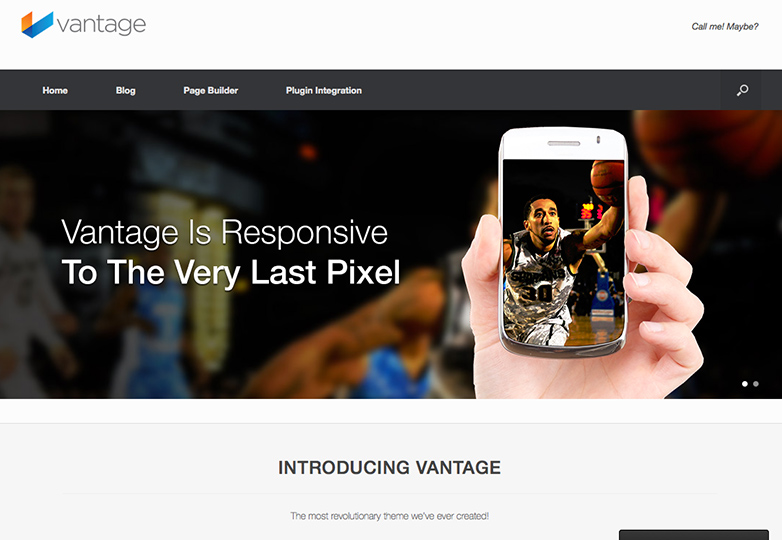 vantage
Call me! Maybe?
Home
Blog
Page Builder
Plugin Integration
Vantage Is Responsive
To The Very Last Pixel
INTRODUCING VANTAGE
The most revolutionary theme we've ever created!